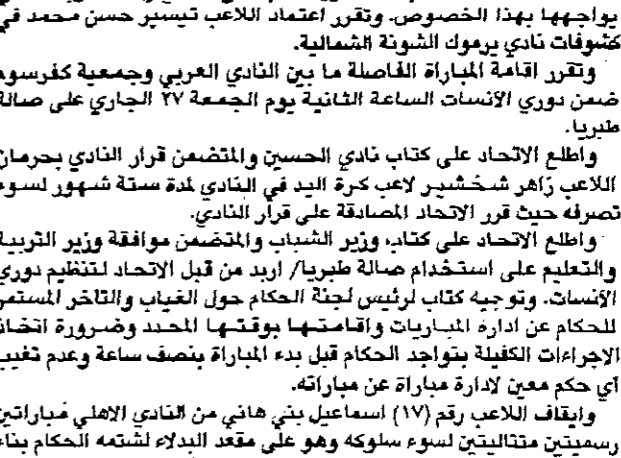 يواجهها بهذا الخصوص. وتقرر اعتماد اللاعب تيسير حسن محمد في
كشوفات نادي يرموك الشونة الشمالية.
وتقرر اقامة المباراة الفاصلة ما بين النادي العربي وجمعية كفرسوم
ضمن دوري الآنسات الساعة الثانية يوم الجمعة ٢٧ الجاري على صالة
طبريا.
واطلع الاتحاد على كتاب نادي الحسين والمتضمن قرار النادي بحرمان
اللاعب زاهر شخشير لاعب كرة اليد في النادي لمدة ستة شهور لسوء
تصرفه حيث قرر الاتحاد المصادقة على قرار النادي.
واطلع الاتحاد على كتاب وزير الشباب والمتضمن موافقة وزير التربية
والتعليم على استخدام صالة طبريا/ اربد من قبل الاتحاد لتنظيم دوري
الآنسات. وتوجيه كتاب لرئيس لجنة الحكام حول الغياب والتاخر المستمر
للحكام عن ادارة المباريات واقامتها بوقتها المحدد وضرورة اتخاذ
الاجراءات الكفيلة بتواجد الحكام قبل بدء المباراة بنصف ساعة وعدم تغيب
أي حكم معين لادارة مباراة عن مباراته.
وايقاف اللاعب رقم (١٧) اسماعيل بني هاني من النادي الاهلي مباراتين
رسميتين متتاليتين لسوء سلوكه وهو على مقعد البدلاء لشتمه الحكام بناء